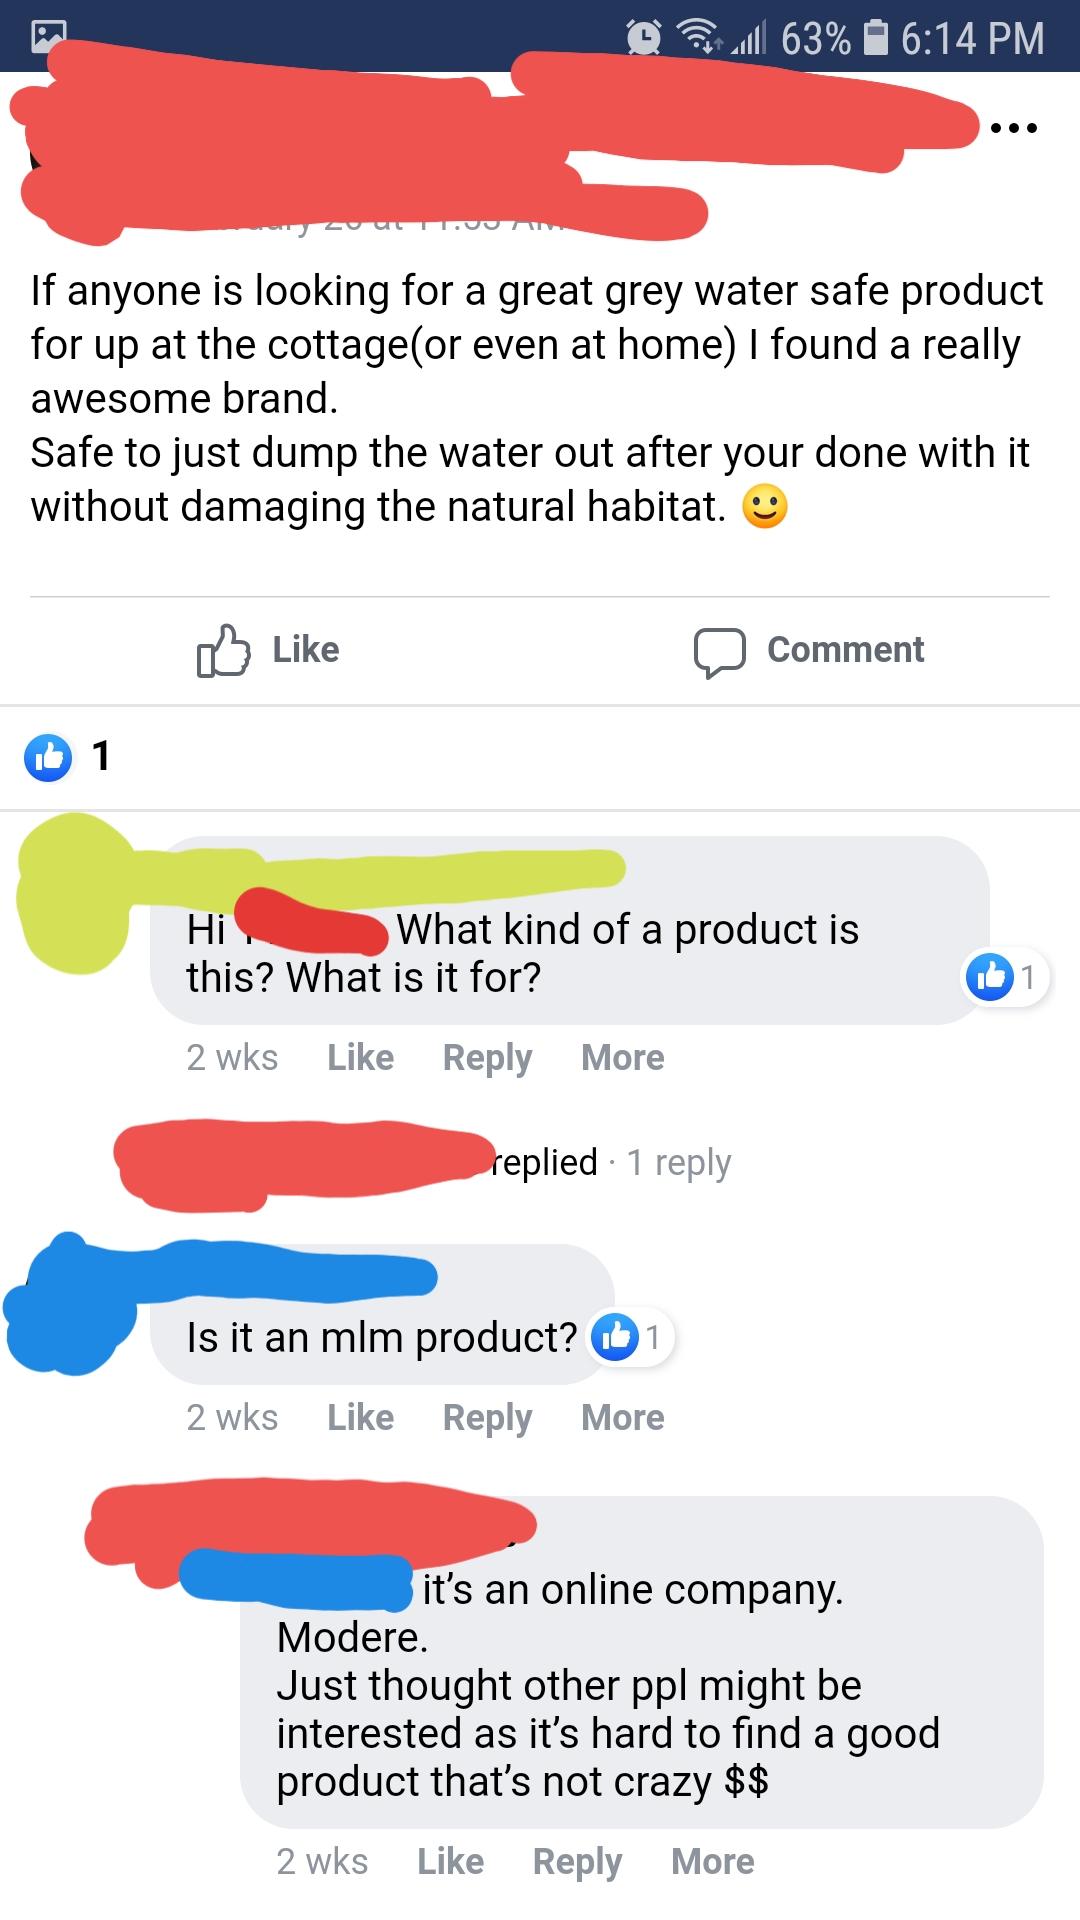 63% 6:14 PM
If anyone is looking for a great grey water safe product
for up at the cottage(or even at home) I found a really
awesome brand.
Safe to just dump the water out after your done with it
without damaging the natural habitat. 🙂
Like Comment
1
Hi What kind of a product is
this? What is it for?
1
2 wks Like Reply More
replied · 1 reply
Is it an mlm product? 1
2 wks Like Reply More
it's an online company.
Modere.
Just thought other ppl might be
interested as it's hard to find a good
product that's not crazy $$
2 wks Like Reply More